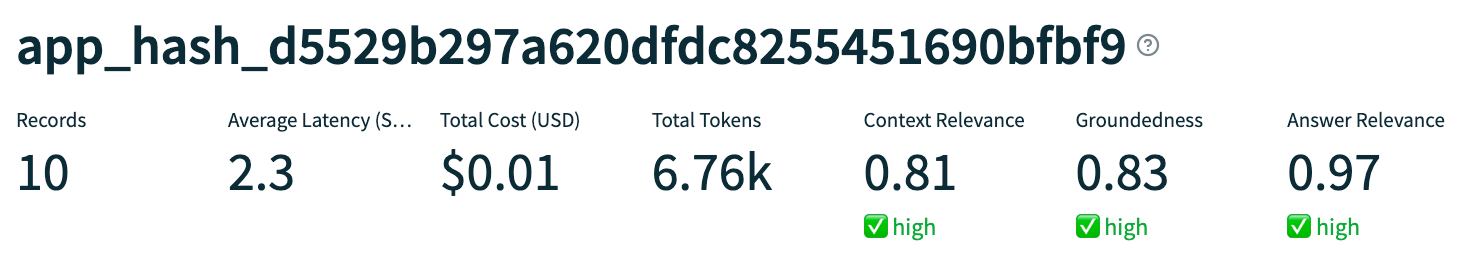 app_hash_d5529b297a620dfdc8255451690bfbf9 ?
Records Average Latency (S... Total Cost (USD) Total Tokens Context Relevance Groundedness Answer Relevance
10 2.3 $0.01 6.76k 0.81 0.83 0.97
✅ high ✅ high ✅ high